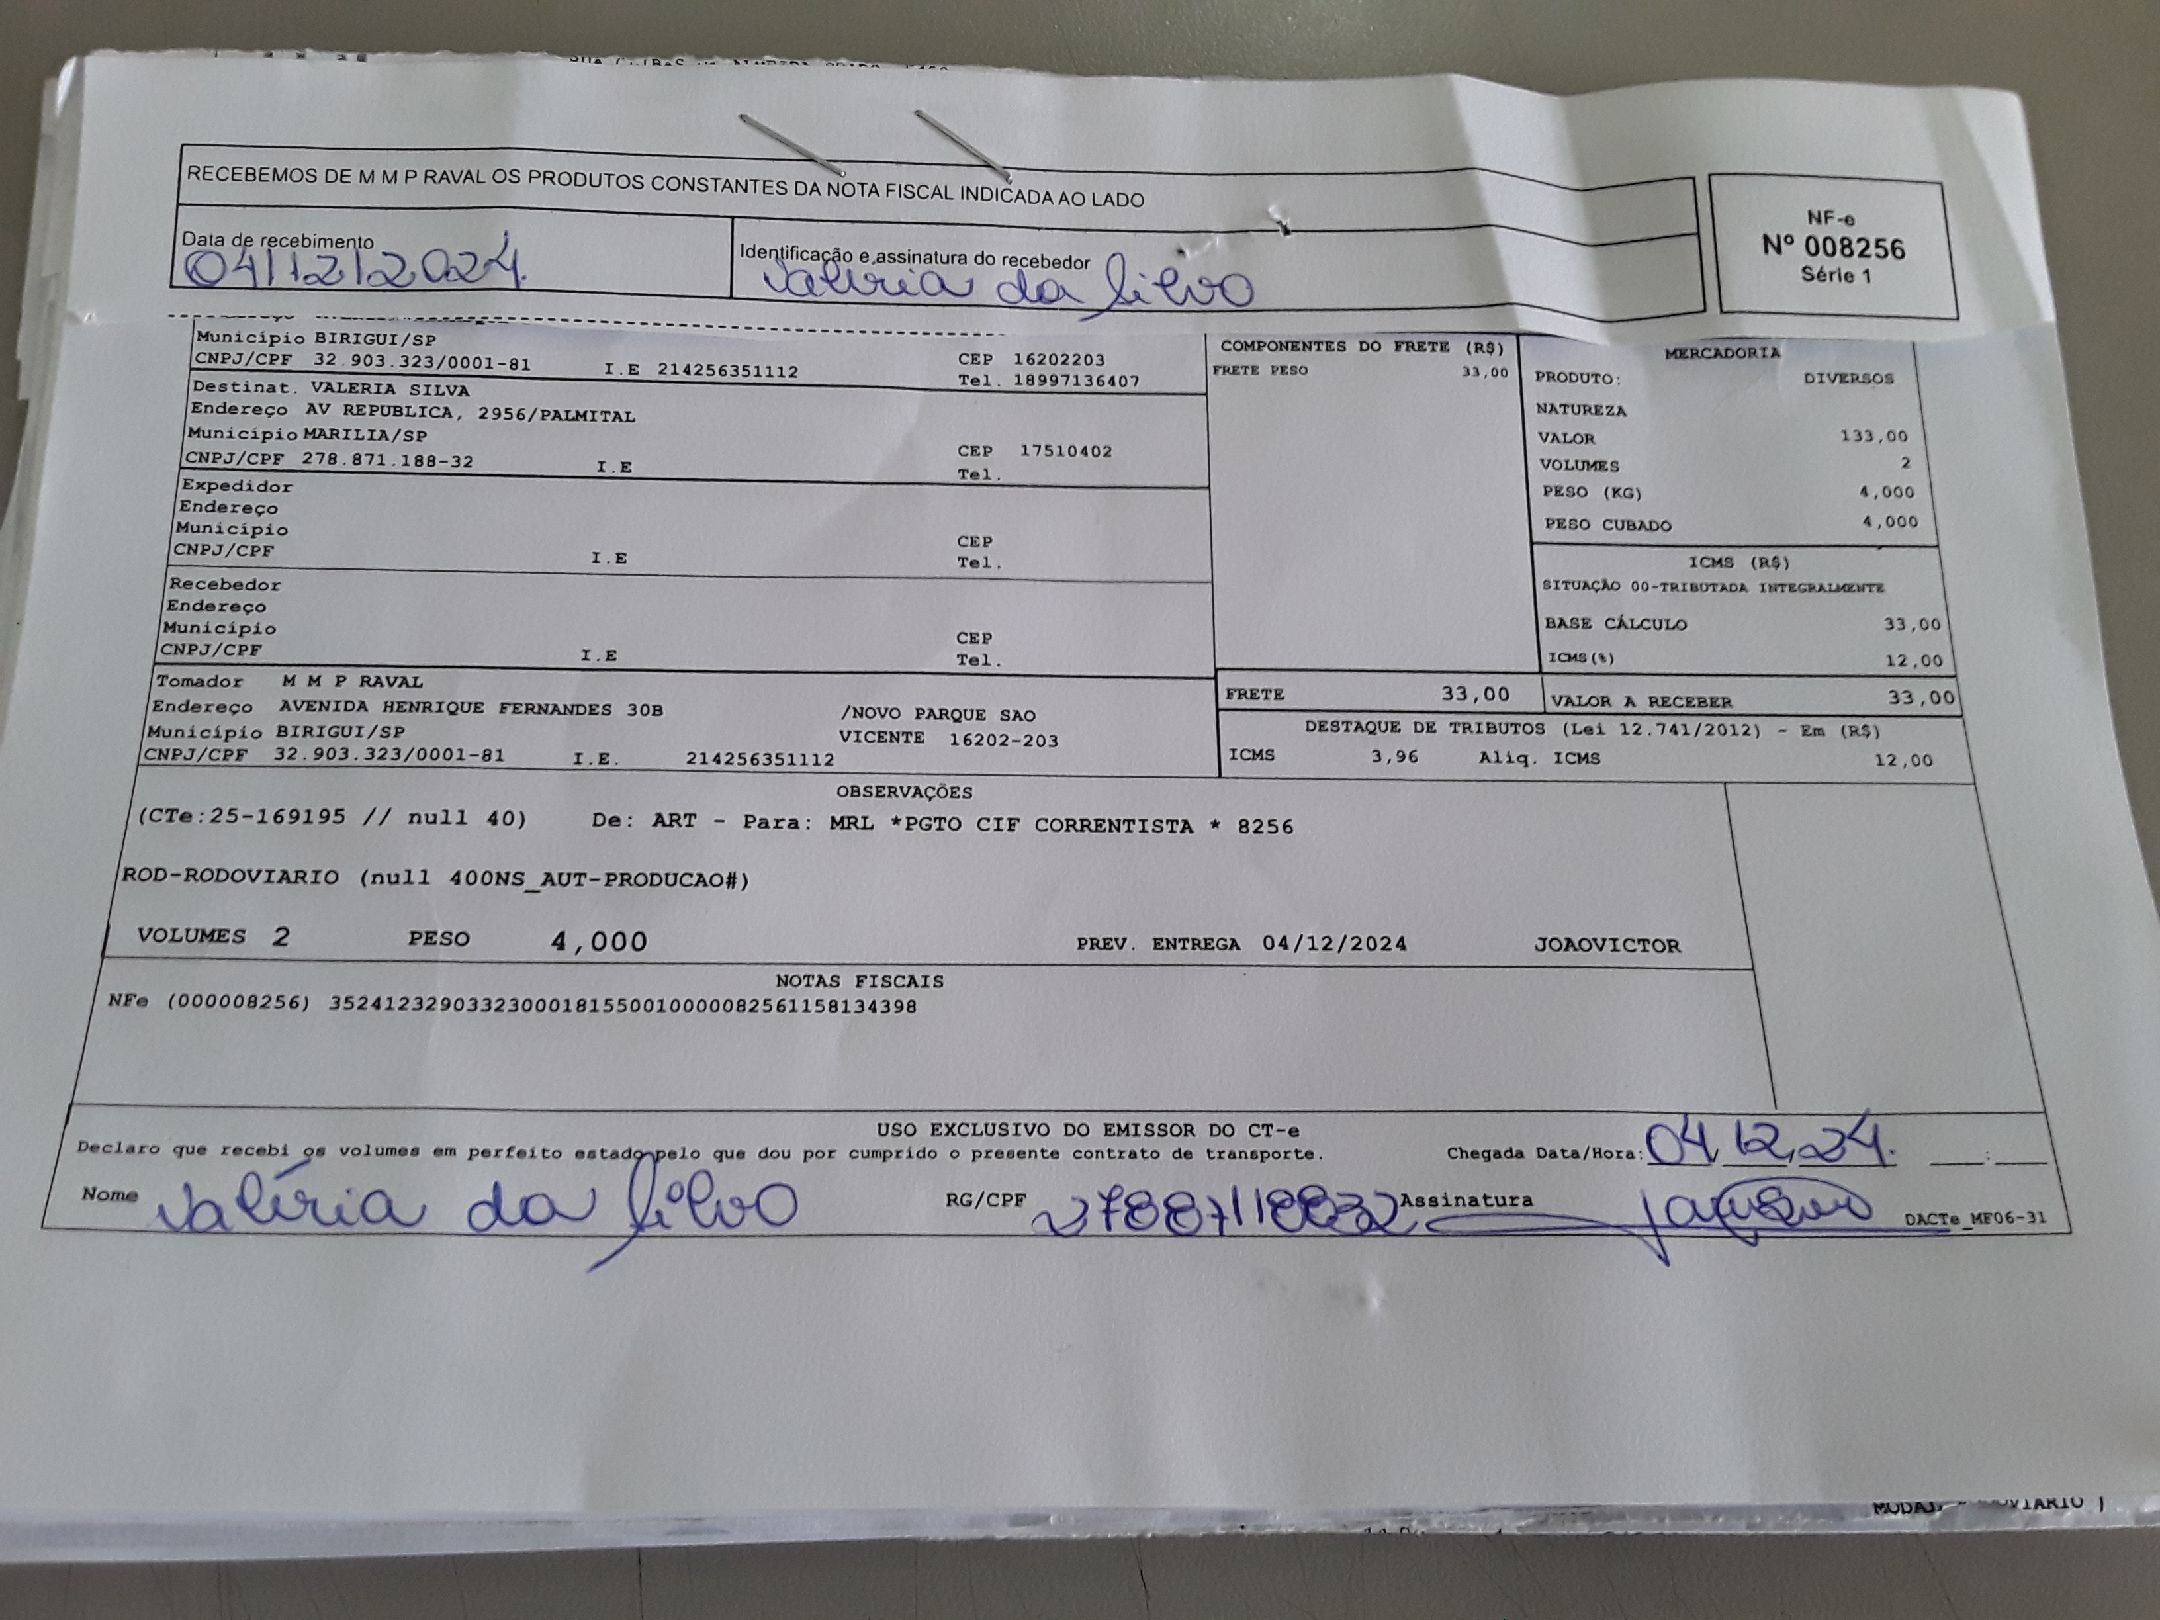 RECEBEMOS DE M M P RAVAL OS PRODUTOS CONSTANTES DA NOTA FISCAL INDICADA AO LADO
Data de recebimento
04/12/2024
Identificação e assinatura do recebedor
Valéria da Silva
NF-e
Nº 008256
Série 1
Município BIRIGUI/SP
CNPJ/CPF 32.903.323/0001-81 I.E 214256351112 CEP 16202203
Tel. 18997136407
Destinat. VALERIA SILVA
Endereço AV REPUBLICA, 2956/PALMITAL
Município MARILIA/SP CEP 17510402
CNPJ/CPF 278.871.188-32 I.E Tel.
Expedidor
Endereço
Município CEP
CNPJ/CPF I.E Tel.
Recebedor
Endereço
Município CEP
CNPJ/CPF I.E Tel.
Tomador M M P RAVAL
Endereço AVENIDA HENRIQUE FERNANDES 30B /NOVO PARQUE SAO
Município BIRIGUI/SP VICENTE 16202-203
CNPJ/CPF 32.903.323/0001-81 I.E. 214256351112
COMPONENTES DO FRETE (R$)
FRETE PESO 33,00
MERCADORIA
PRODUTO: DIVERSOS
NATUREZA
VALOR 133,00
VOLUMES 2
PESO (KG) 4,000
PESO CUBADO 4,000
ICMS (R$)
SITUAÇÃO 00-TRIBUTADA INTEGRALMENTE
BASE CÁLCULO 33,00
ICMS(%) 12,00
FRETE 33,00 VALOR A RECEBER 33,00
DESTAQUE DE TRIBUTOS (Lei 12.741/2012) - Em (R$)
ICMS 3,96 Aliq. ICMS 12,00
OBSERVAÇÕES
(CTe:25-169195 // null 40) De: ART - Para: MRL *PGTO CIF CORRENTISTA * 8256
ROD-RODOVIARIO (null 400NS_AUT-PRODUCAO#)
VOLUMES 2 PESO 4,000 PREV. ENTREGA 04/12/2024 JOAOVICTOR
NOTAS FISCAIS
NFe (000008256) 35241232903323000181550010000082561158134398
USO EXCLUSIVO DO EMISSOR DO CT-e
Declaro que recebi os volumes em perfeito estado pelo que dou por cumprido o presente contrato de transporte. Chegada Data/Hora: 04/12/24. __:__
Nome Valéria da Silva RG/CPF 27887118832 Assinatura
DACTe_MF06-31